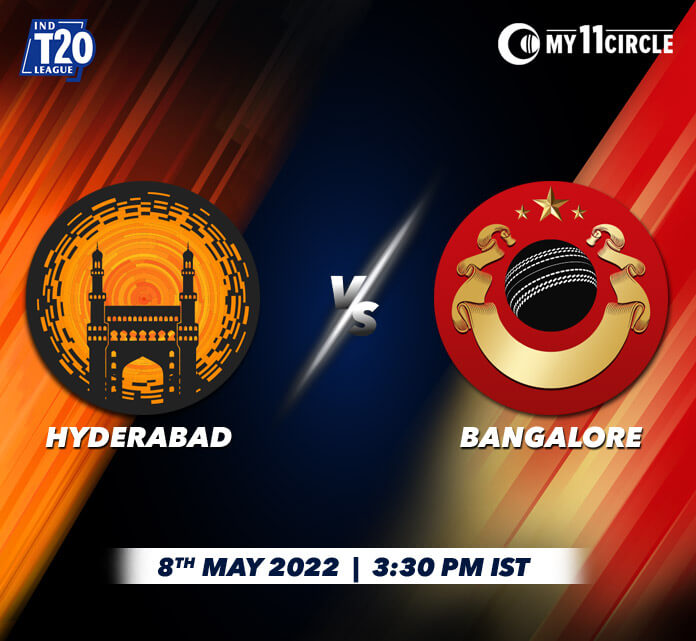 IND
T20
LEAGUE
MY11CIRCLE
VS
HYDERABAD
BANGALORE
8TH MAY 2022 | 3:30 PM IST